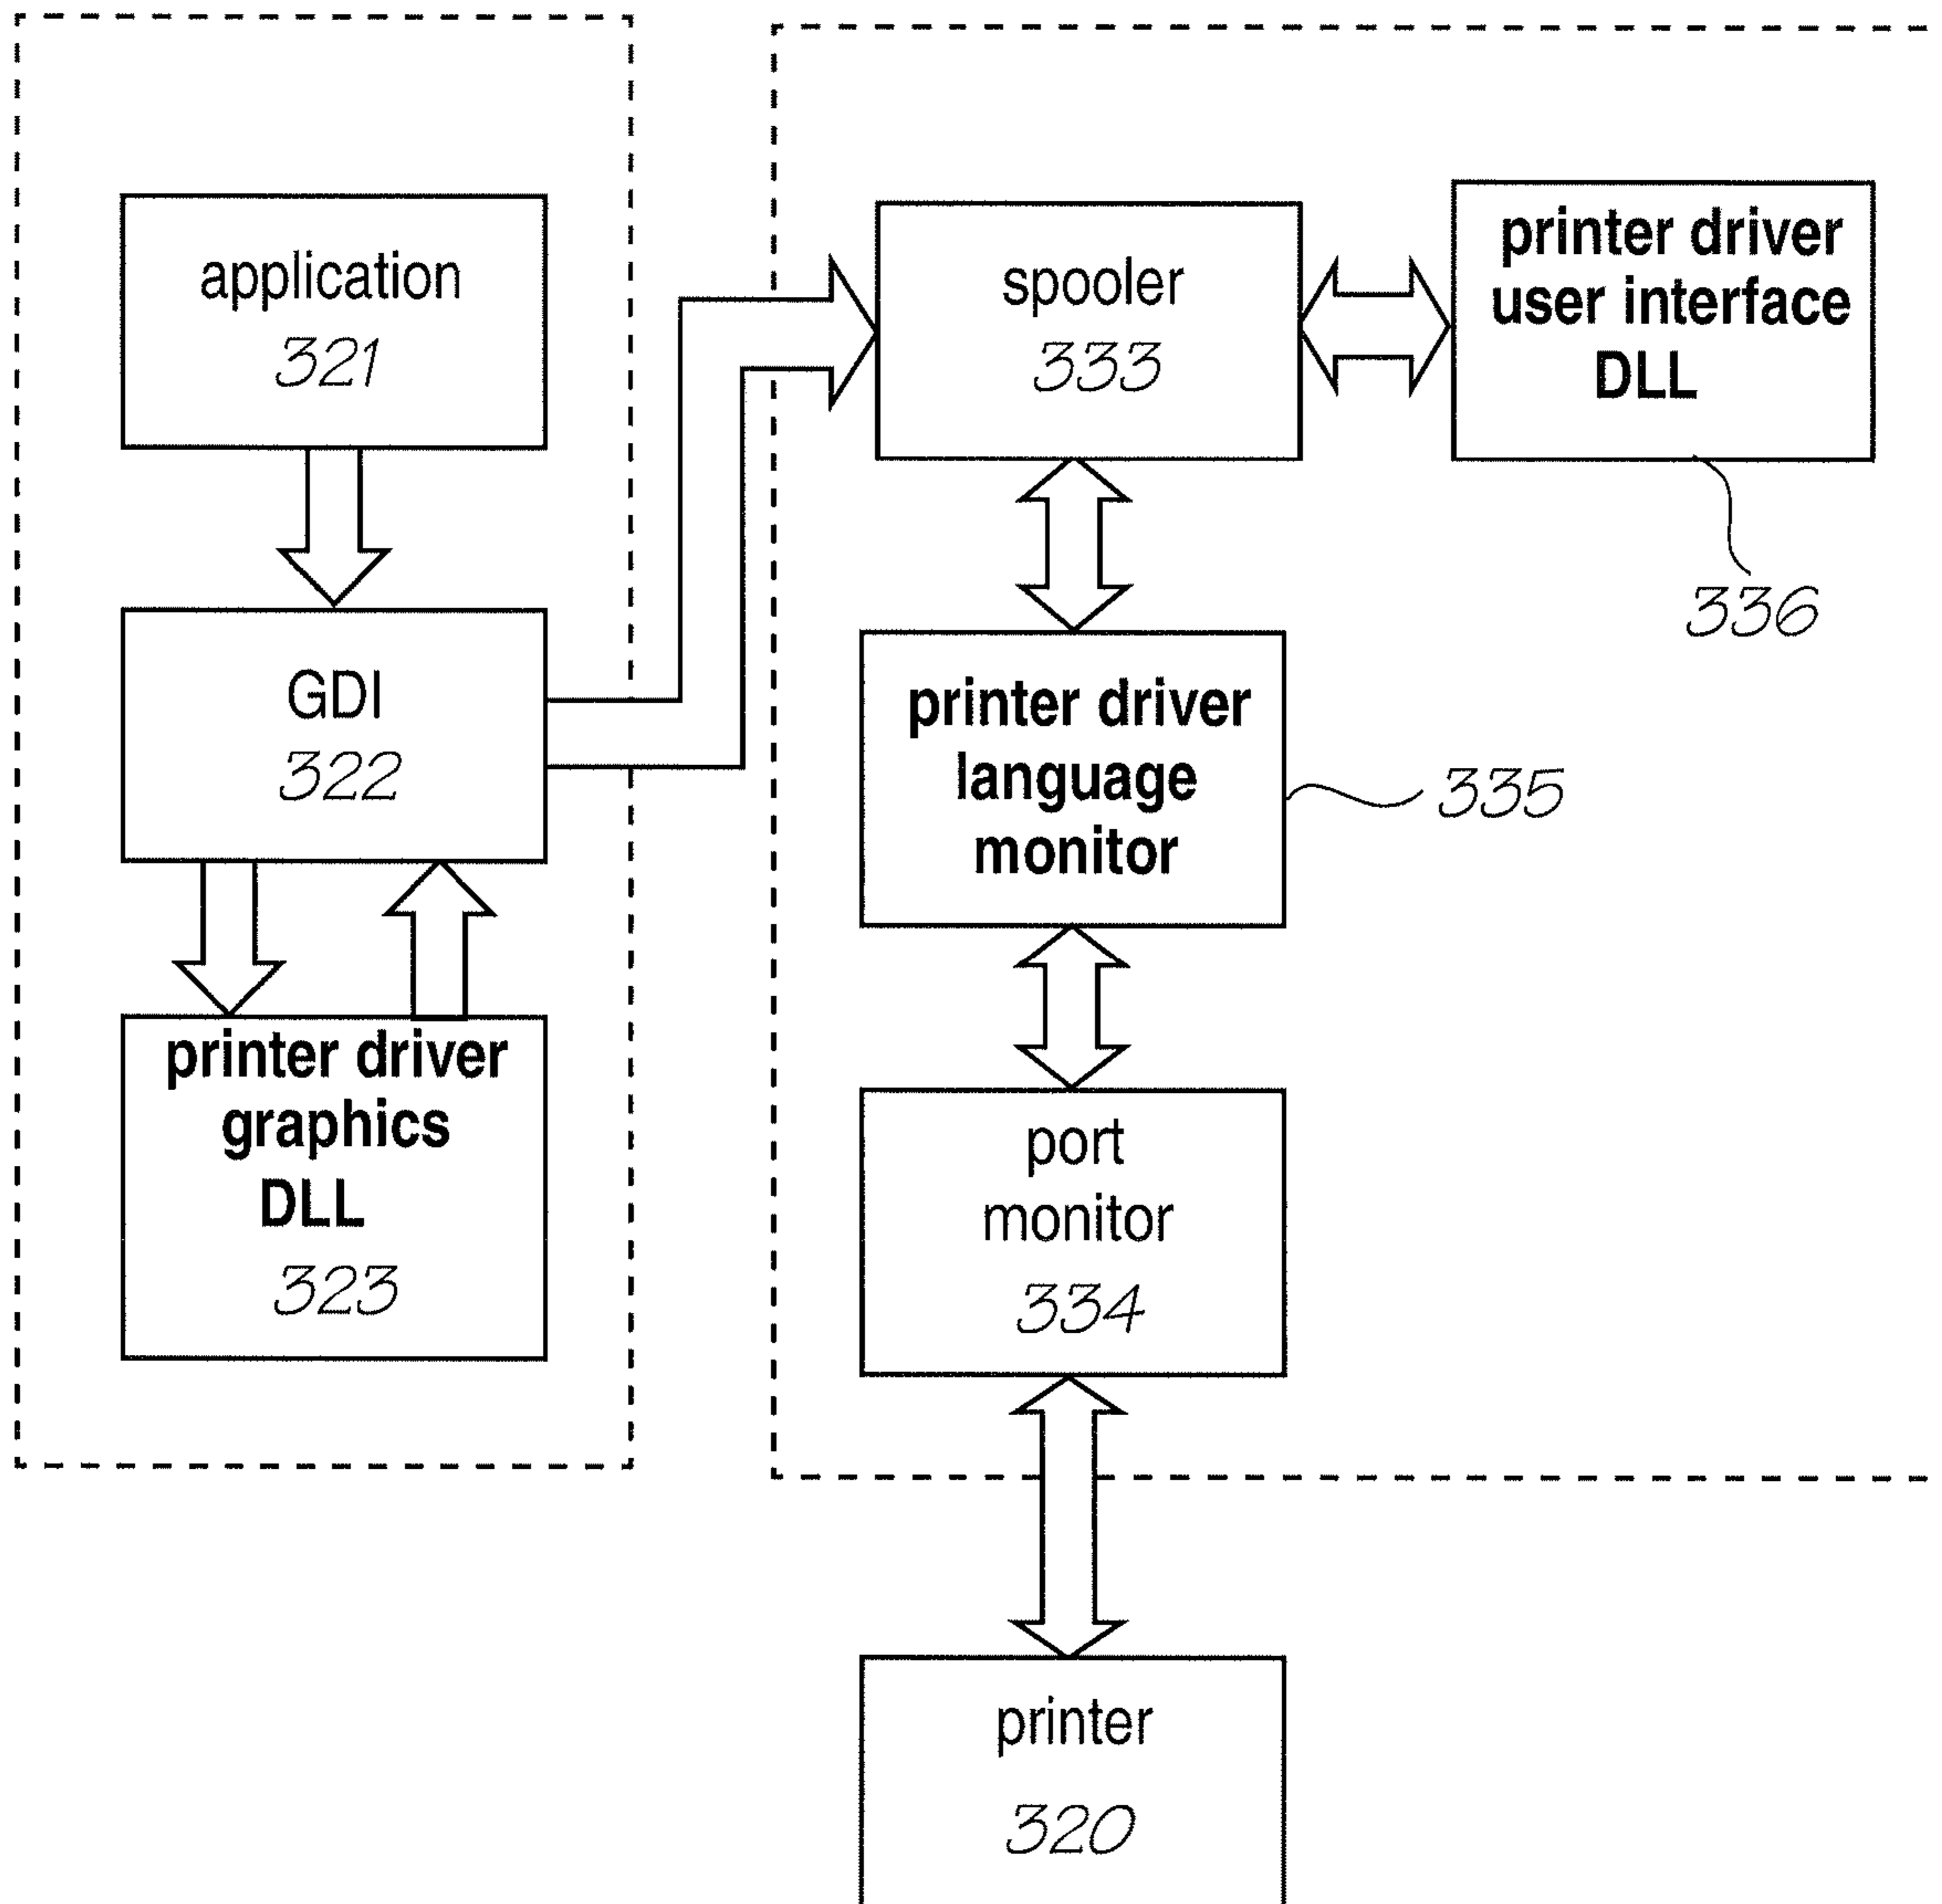 application
321
GDI
322
printer driver
graphics
DLL
323
spooler
333
printer driver
user interface
DLL
336
printer driver
language
monitor
335
port
monitor
334
printer
320